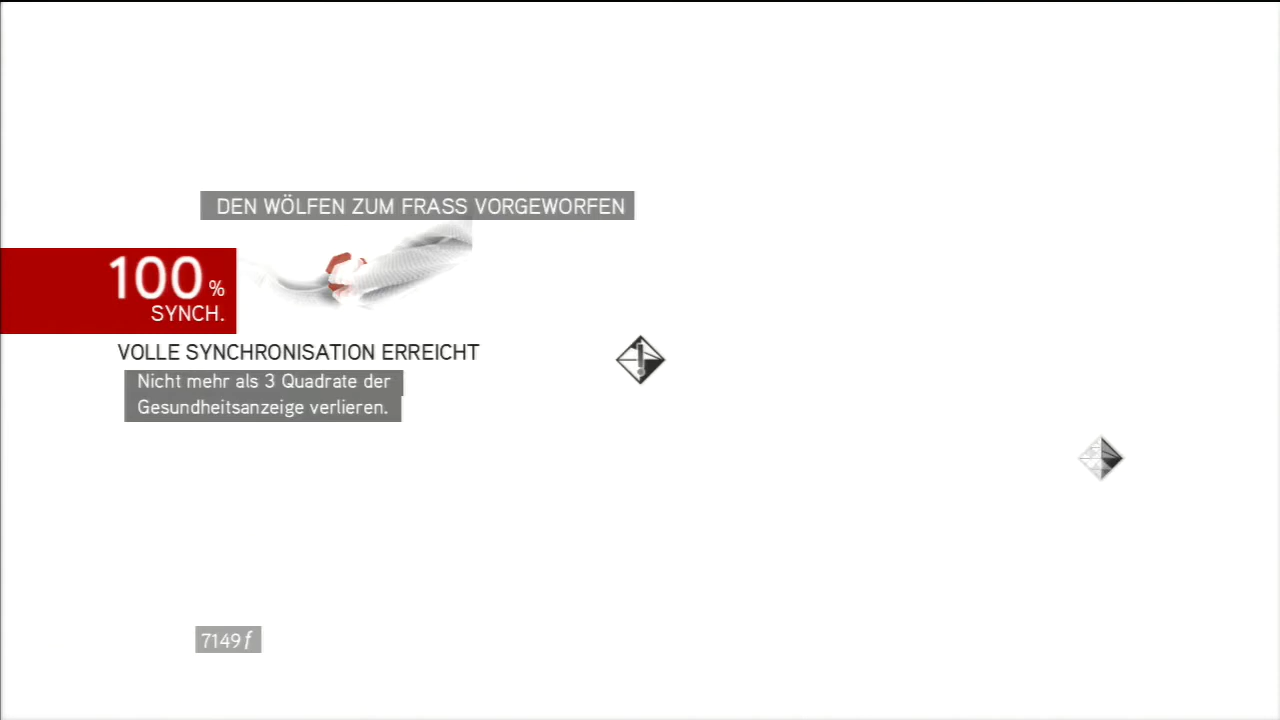 DEN WÖLFEN ZUM FRASS VORGEWORFEN
100 %
SYNCH.
VOLLE SYNCHRONISATION ERREICHT
Nicht mehr als 3 Quadrate der
Gesundheitsanzeige verlieren.
7149 ƒ